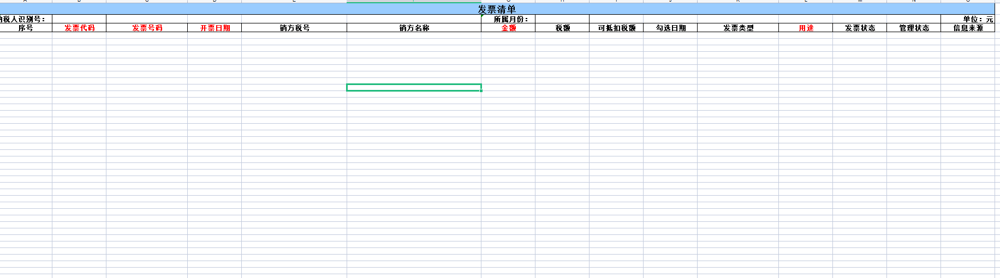 发票清单
纳税人识别号： 所属月份： 单位：元
序号 发票代码 发票号码 开票日期 销方税号 销方名称 金额 税额 可抵扣税额 勾选日期 发票类型 用途 发票状态 管理状态 信息来源